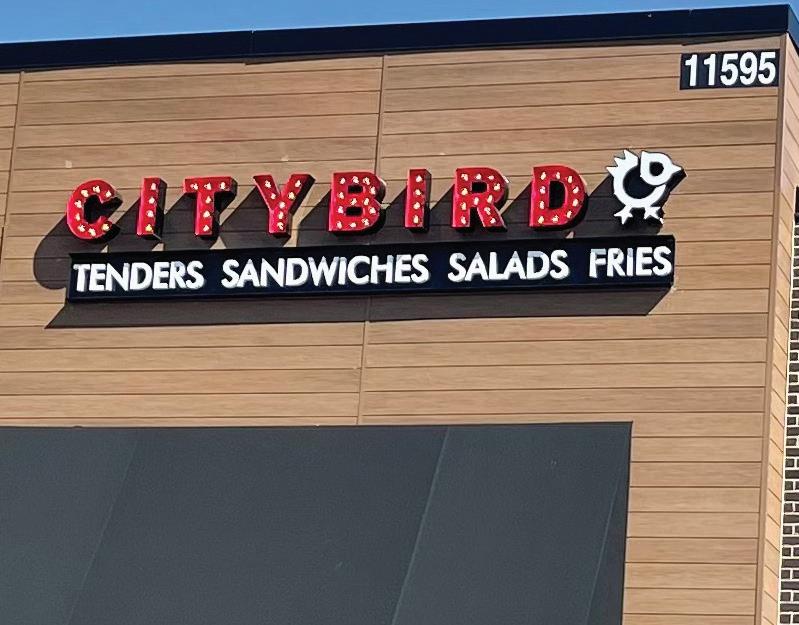 11595
CITYBIRD
TENDERS SANDWICHES SALADS FRIES